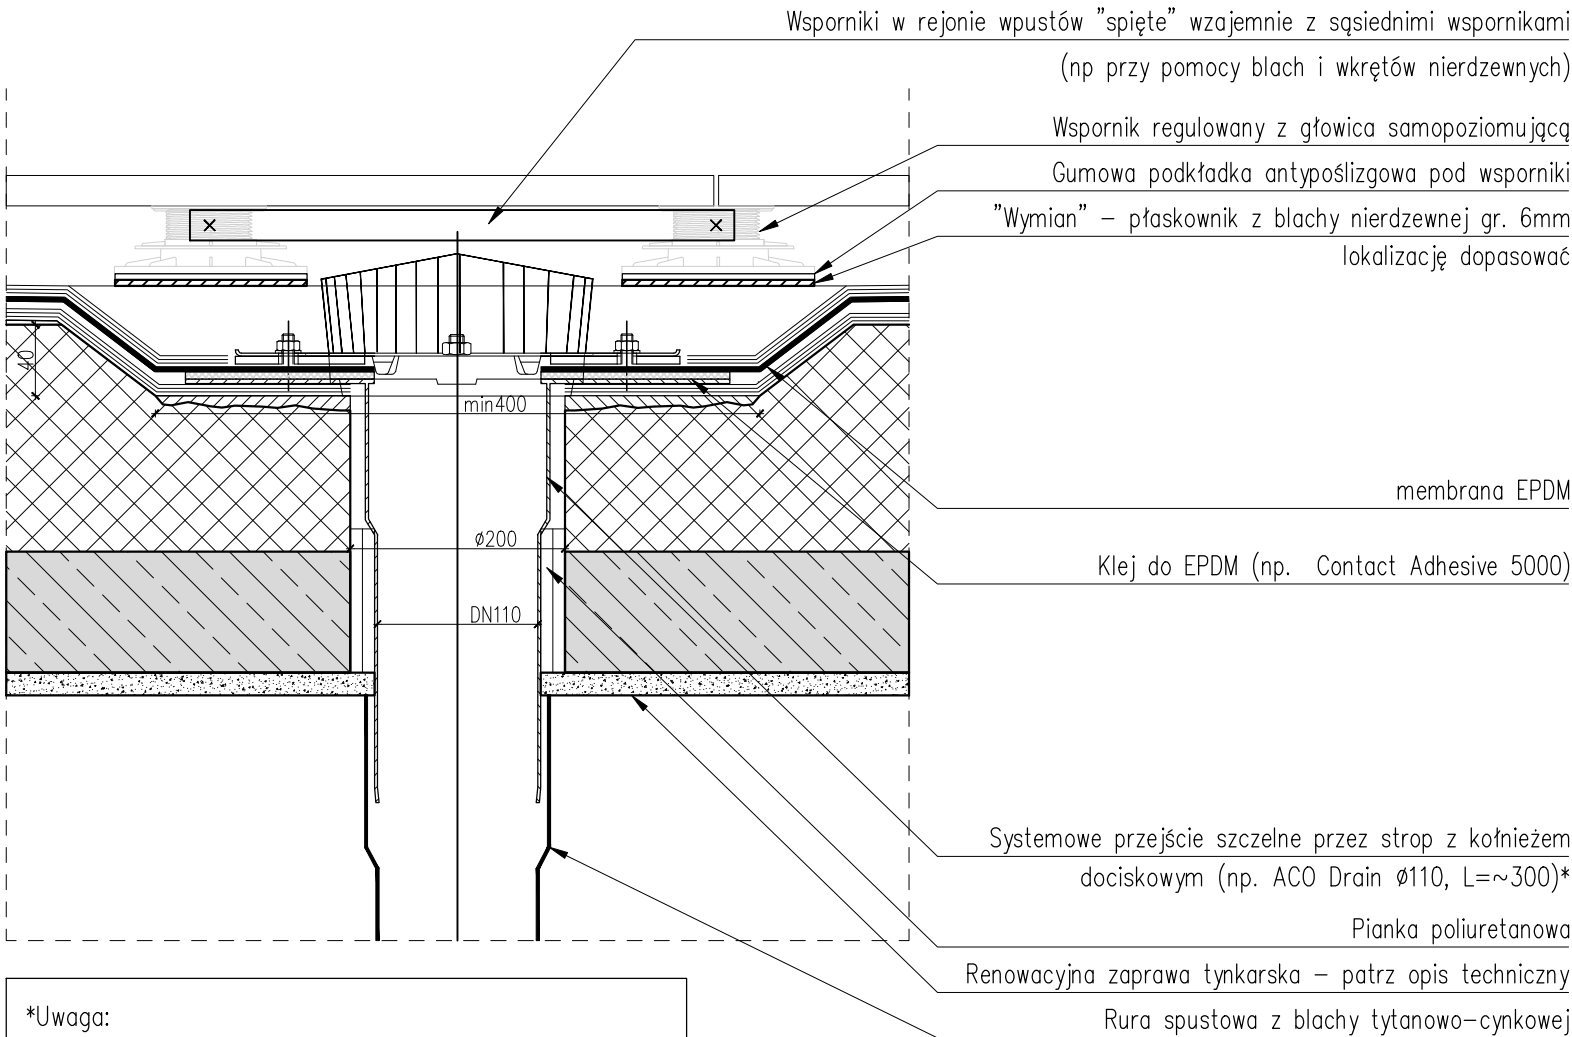 Wsporniki w rejonie wpustów "spięte" wzajemnie z sąsiednimi wspornikami
(np przy pomocy blach i wkrętów nierdzewnych)
Wspornik regulowany z głowica samopoziomującą
Gumowa podkładka antypoślizgowa pod wsporniki
"Wymian" – płaskownik z blachy nierdzewnej gr. 6mm
lokalizację dopasować
40
min400
membrana EPDM
ø200
Klej do EPDM (np. Contact Adhesive 5000)
DN110
Systemowe przejście szczelne przez strop z kołnieżem
dociskowym (np. ACO Drain ø110, L=~300)*
Pianka poliuretanowa
Renowacyjna zaprawa tynkarska – patrz opis techniczny
Rura spustowa z blachy tytanowo-cynkowej
*Uwaga: